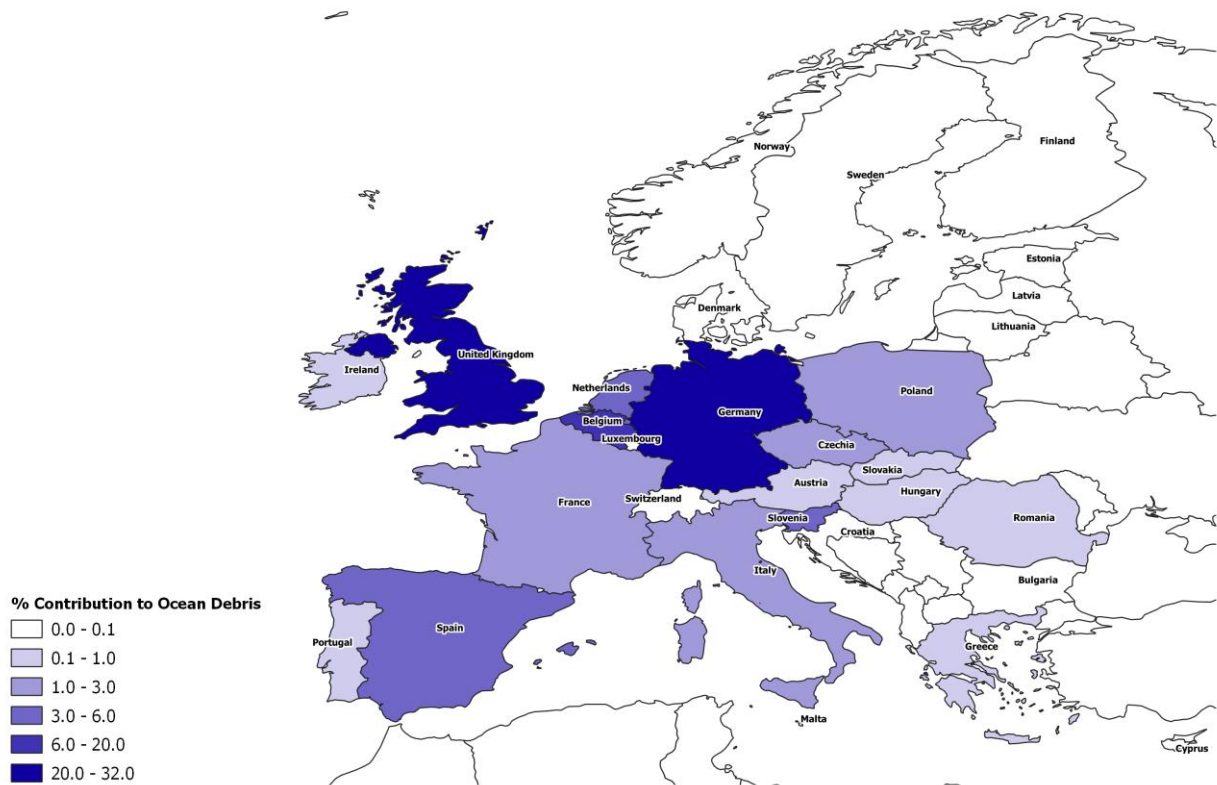 Norway
Finland
Sweden
Estonia
Latvia
Denmark
Lithuania
United Kingdom
Ireland
Netherlands
Poland
Germany
Belgium
Luxembourg
Czechia
Slovakia
Austria
Hungary
France
Switzerland
Romania
Slovenia
Croatia
Italy
Bulgaria
Spain
Portugal
Greece
Malta
Cyprus
% Contribution to Ocean Debris
0.0 - 0.1
0.1 - 1.0
1.0 - 3.0
3.0 - 6.0
6.0 - 20.0
20.0 - 32.0